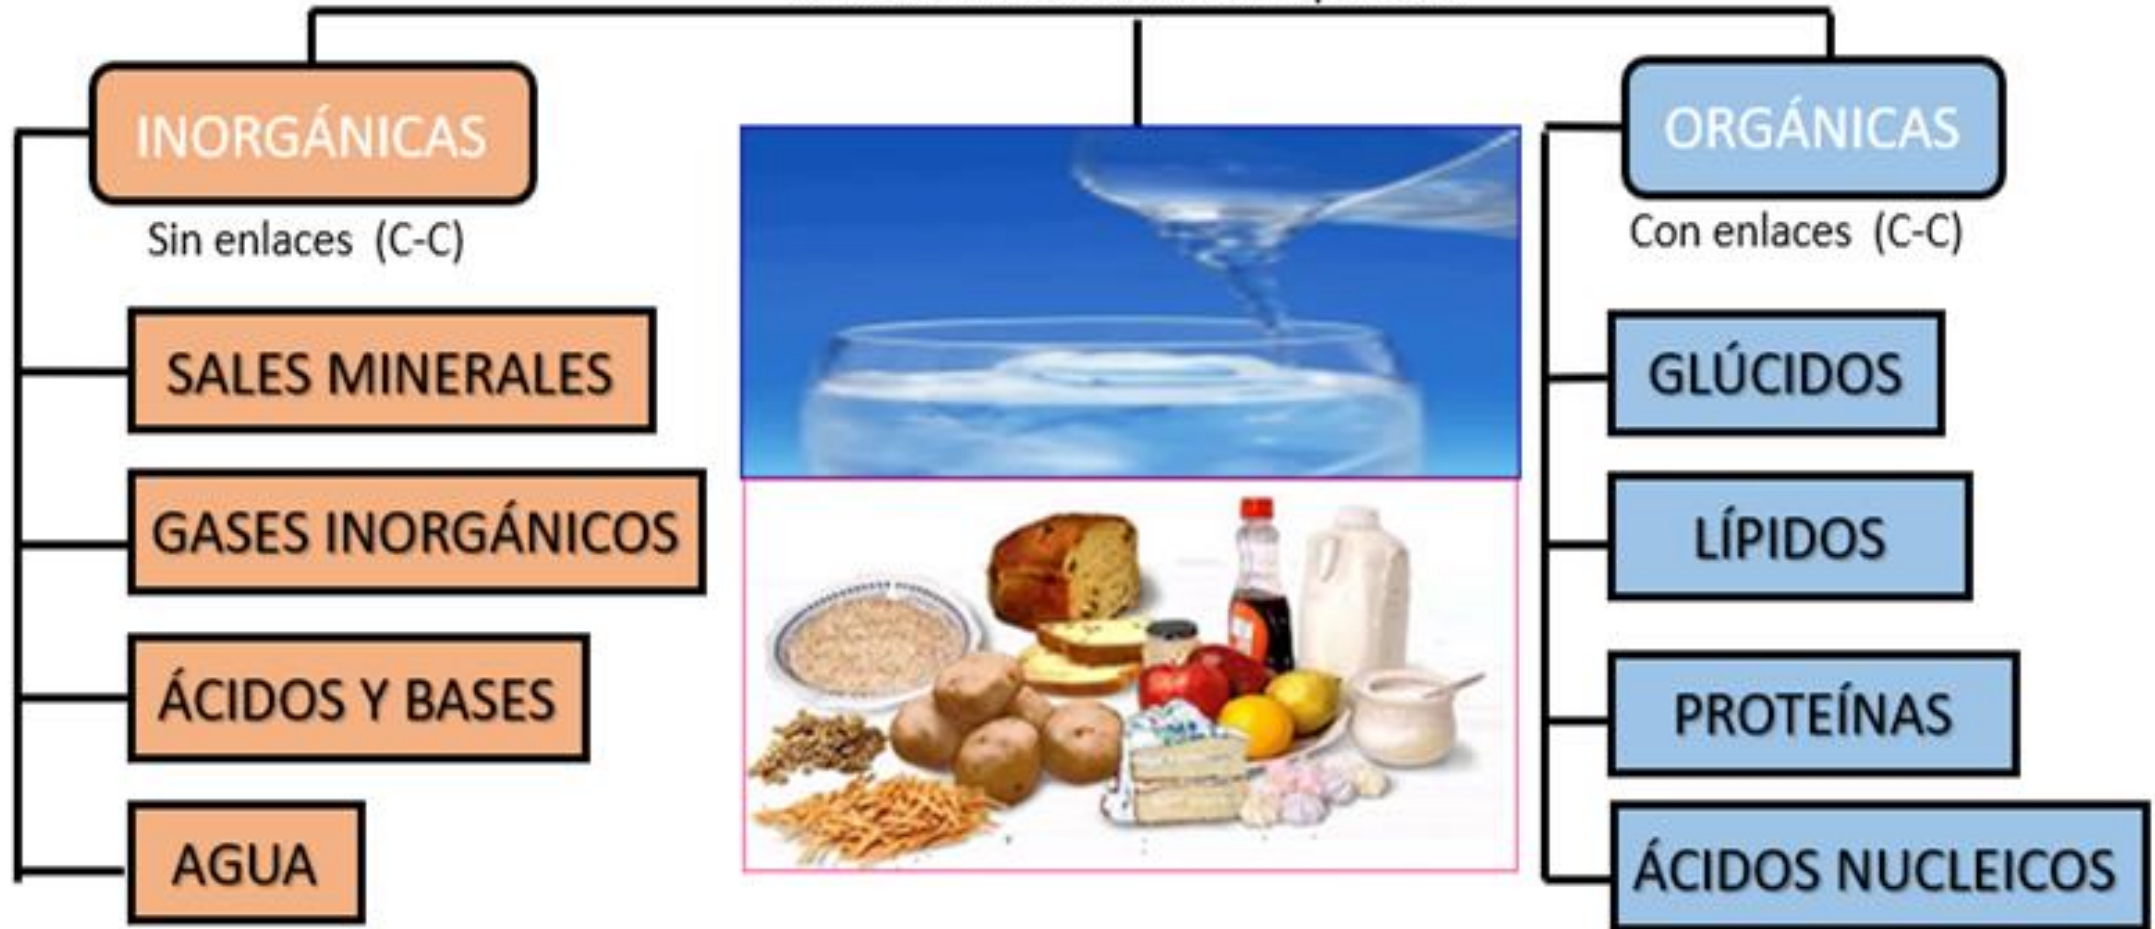 INORGÁNICAS
Sin enlaces (C-C)
SALES MINERALES
GASES INORGÁNICOS
ÁCIDOS Y BASES
AGUA
ORGÁNICAS
Con enlaces (C-C)
GLÚCIDOS
LÍPIDOS
PROTEÍNAS
ÁCIDOS NUCLEICOS